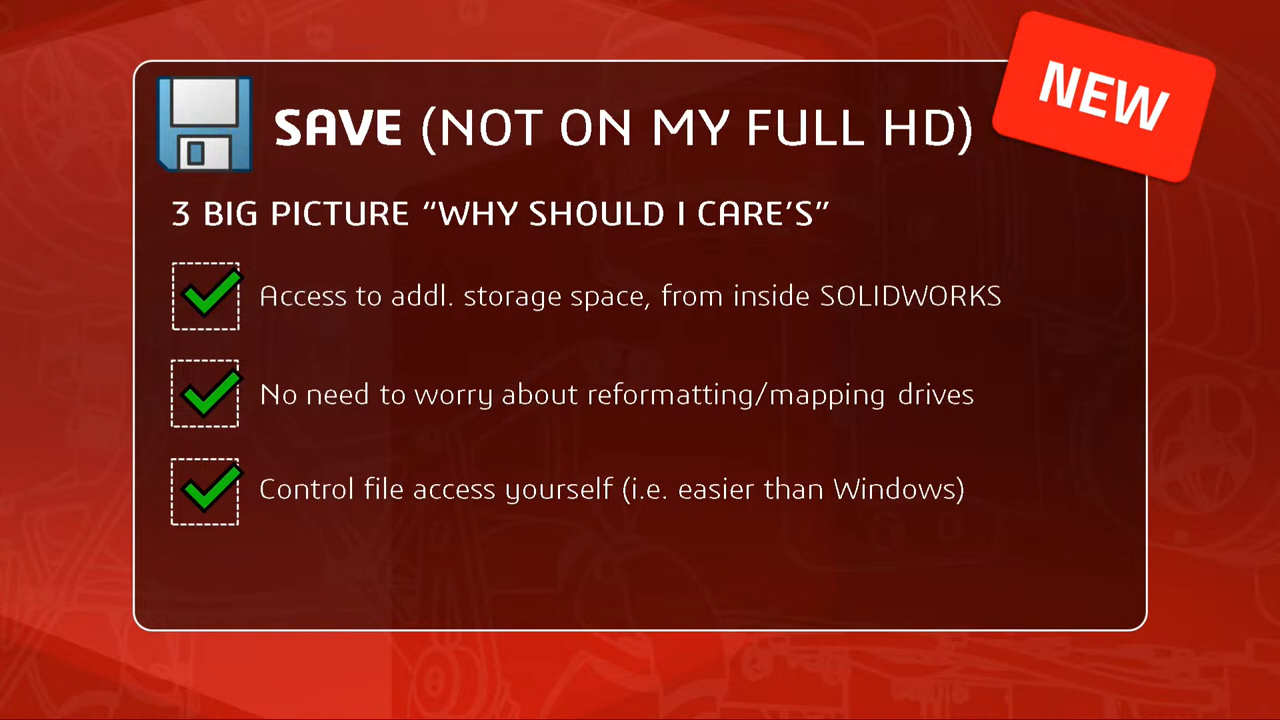 SAVE (NOT ON MY FULL HD)
NEW
3 BIG PICTURE “WHY SHOULD I CARE’S”
Access to addl. storage space, from inside SOLIDWORKS
No need to worry about reformatting/mapping drives
Control file access yourself (i.e. easier than Windows)